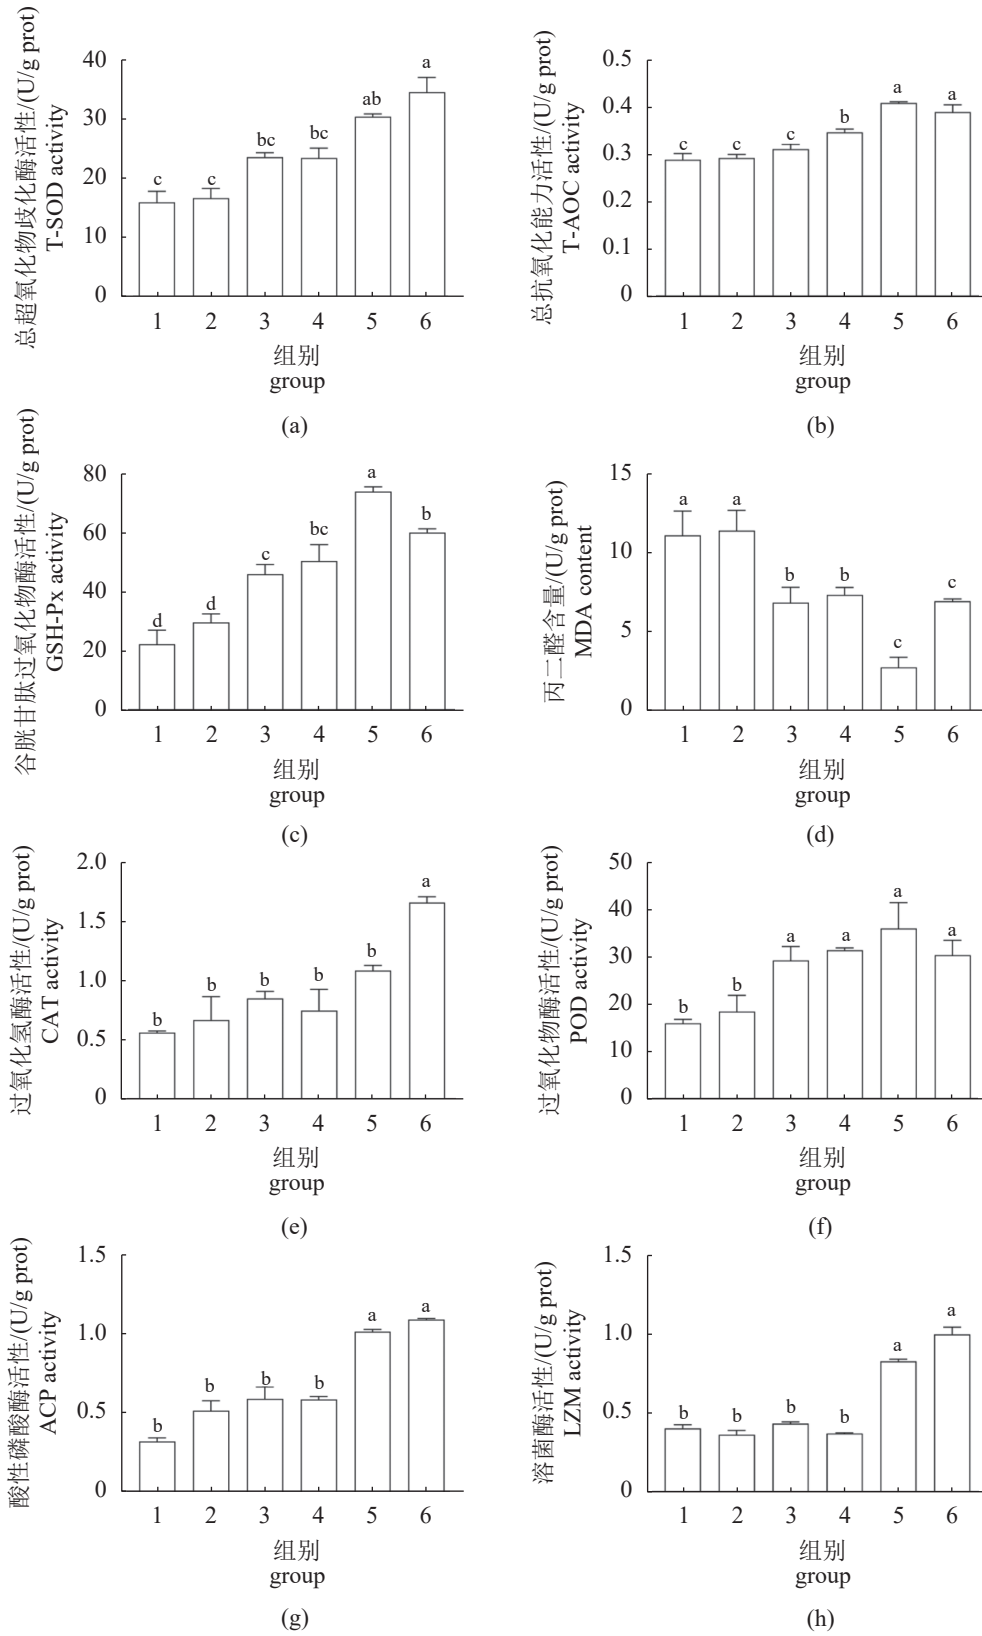 总超氧化物歧化酶活性/(U/g prot)
T-SOD activity
40
30
20
10
0
c
c
bc
bc
ab
a
1 2 3 4 5 6
组别
group
(a)
总抗氧化能力活性/(U/g prot)
T-AOC activity
0.5
0.4
0.3
0.2
0.1
0
c
c
c
b
a
a
1 2 3 4 5 6
组别
group
(b)
谷胱甘肽过氧化物酶活性/(U/g prot)
GSH-Px activity
80
60
40
20
0
d
d
c
bc
a
b
1 2 3 4 5 6
组别
group
(c)
丙二醛含量/(U/g prot)
MDA content
15
10
5
0
a
a
b
b
c
c
1 2 3 4 5 6
组别
group
(d)
过氧化氢酶活性/(U/g prot)
CAT activity
2.0
1.5
1.0
0.5
0
b
b
b
b
b
a
1 2 3 4 5 6
组别
group
(e)
过氧化物酶活性/(U/g prot)
POD activity
50
40
30
20
10
0
b
b
a
a
a
a
1 2 3 4 5 6
组别
group
(f)
酸性磷酸酶活性/(U/g prot)
ACP activity
1.5
1.0
0.5
0
b
b
b
b
a
a
1 2 3 4 5 6
组别
group
(g)
溶菌酶活性/(U/g prot)
LZM activity
1.5
1.0
0.5
0
b
b
b
b
a
a
1 2 3 4 5 6
组别
group
(h)